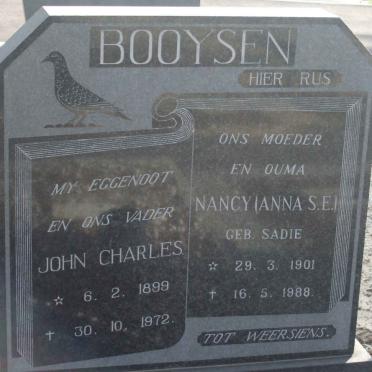 BOOYSEN
HIER RUS
MY EGGENOOT
EN ONS VADER
JOHN CHARLES
☆ 6. 2. 1899
† 30. 10. 1972.
ONS MOEDER
EN OUMA
NANCY (ANNA S.E.)
GEB. SADIE
☆ 29. 3. 1901
† 16. 5. 1988.
TOT WEERSIENS.